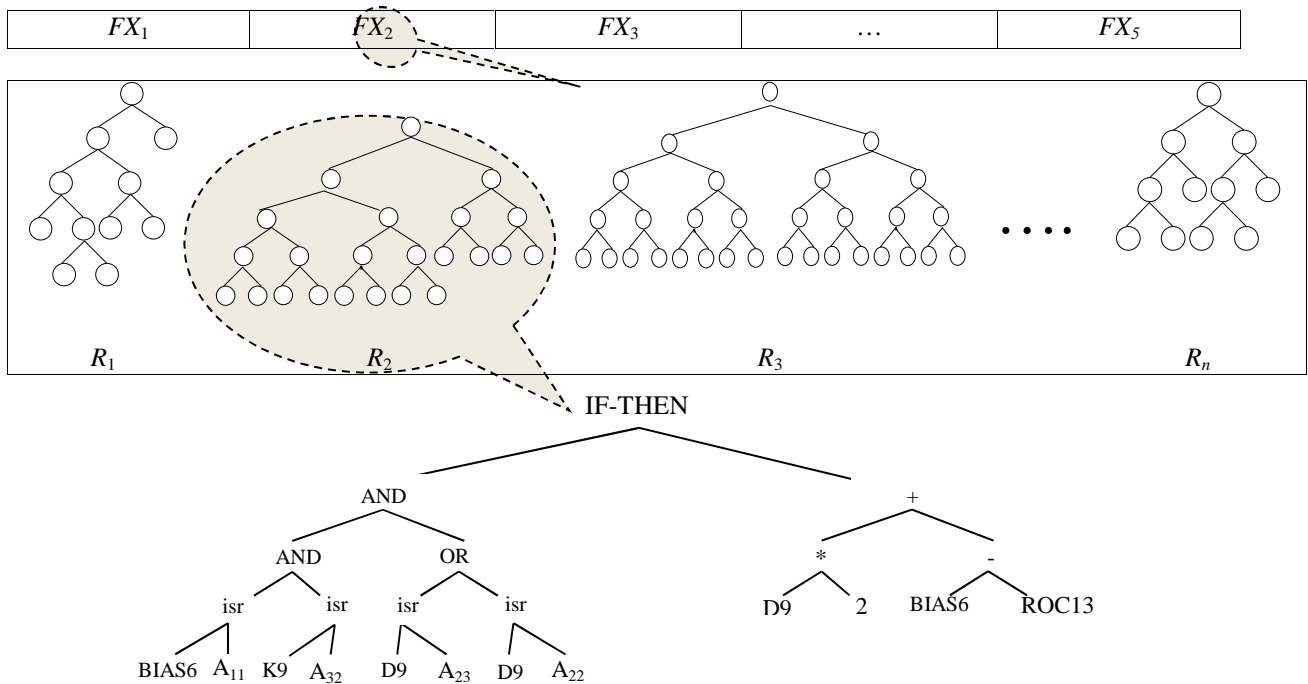 FX1 FX2 FX3 … FX5
R1 R2 R3 Rn
IF-THEN
AND +
AND OR * -
isr isr isr isr D9 2 BIAS6 ROC13
BIAS6 A11 K9 A32 D9 A23 D9 A22